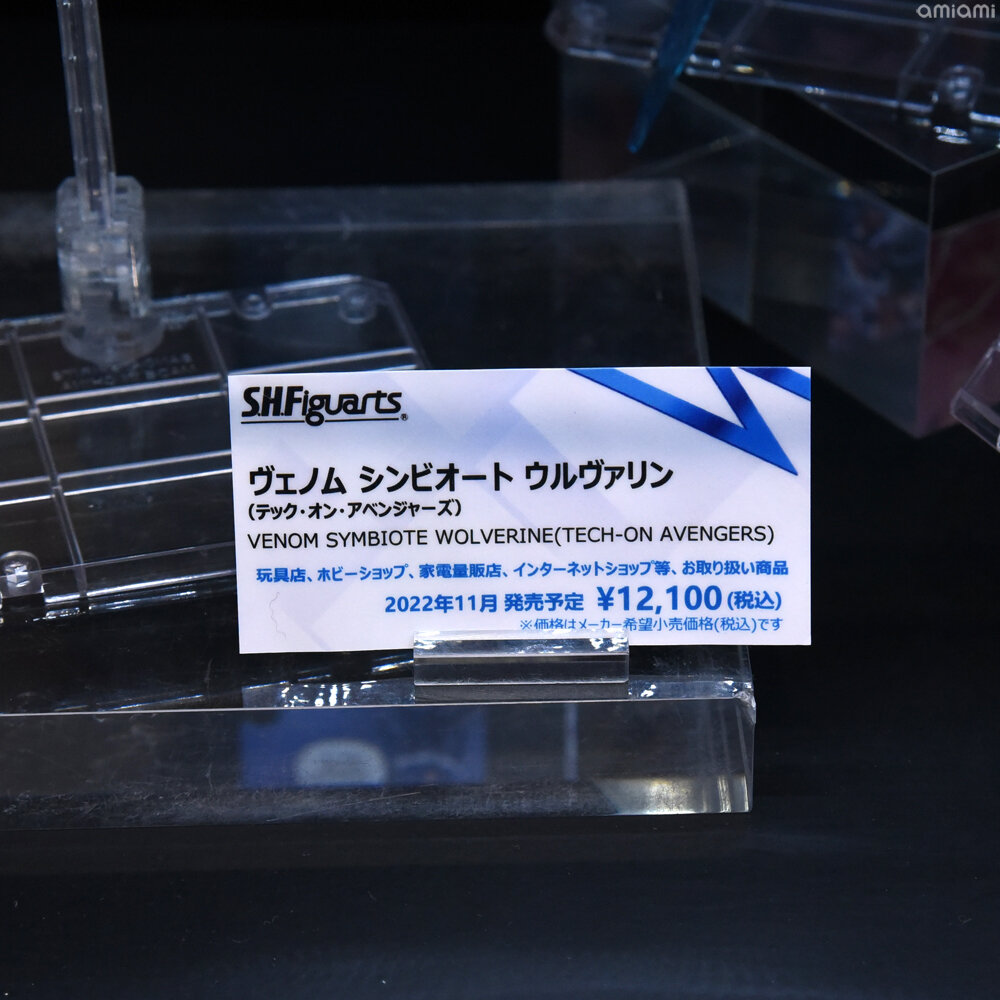 amiami
S.H.Figuarts®
ヴェノム シンビオート ウルヴァリン
(テック・オン・アベンジャーズ)
VENOM SYMBIOTE WOLVERINE(TECH-ON AVENGERS)
玩具店、ホビーショップ、家電量販店、インターネットショップ等、お取り扱い商品
2022年11月 発売予定 ¥12,100(税込)
※価格はメーカー希望小売価格(税込)です